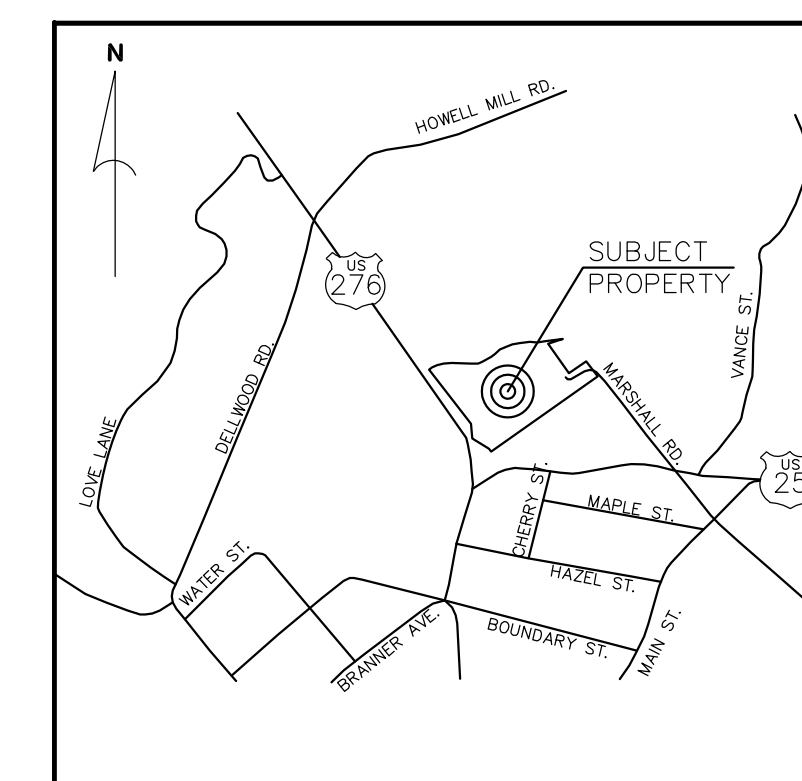 N
HOWELL MILL RD.
SUBJECT
PROPERTY
US
276
VANCE ST.
DELLWOOD RD.
MARSHALL RD.
LOVE LANE
US
25
CHERRY ST.
MAPLE ST.
HAZEL ST.
WATER ST.
BOUNDARY ST.
BRANNER AVE.
MAIN ST.